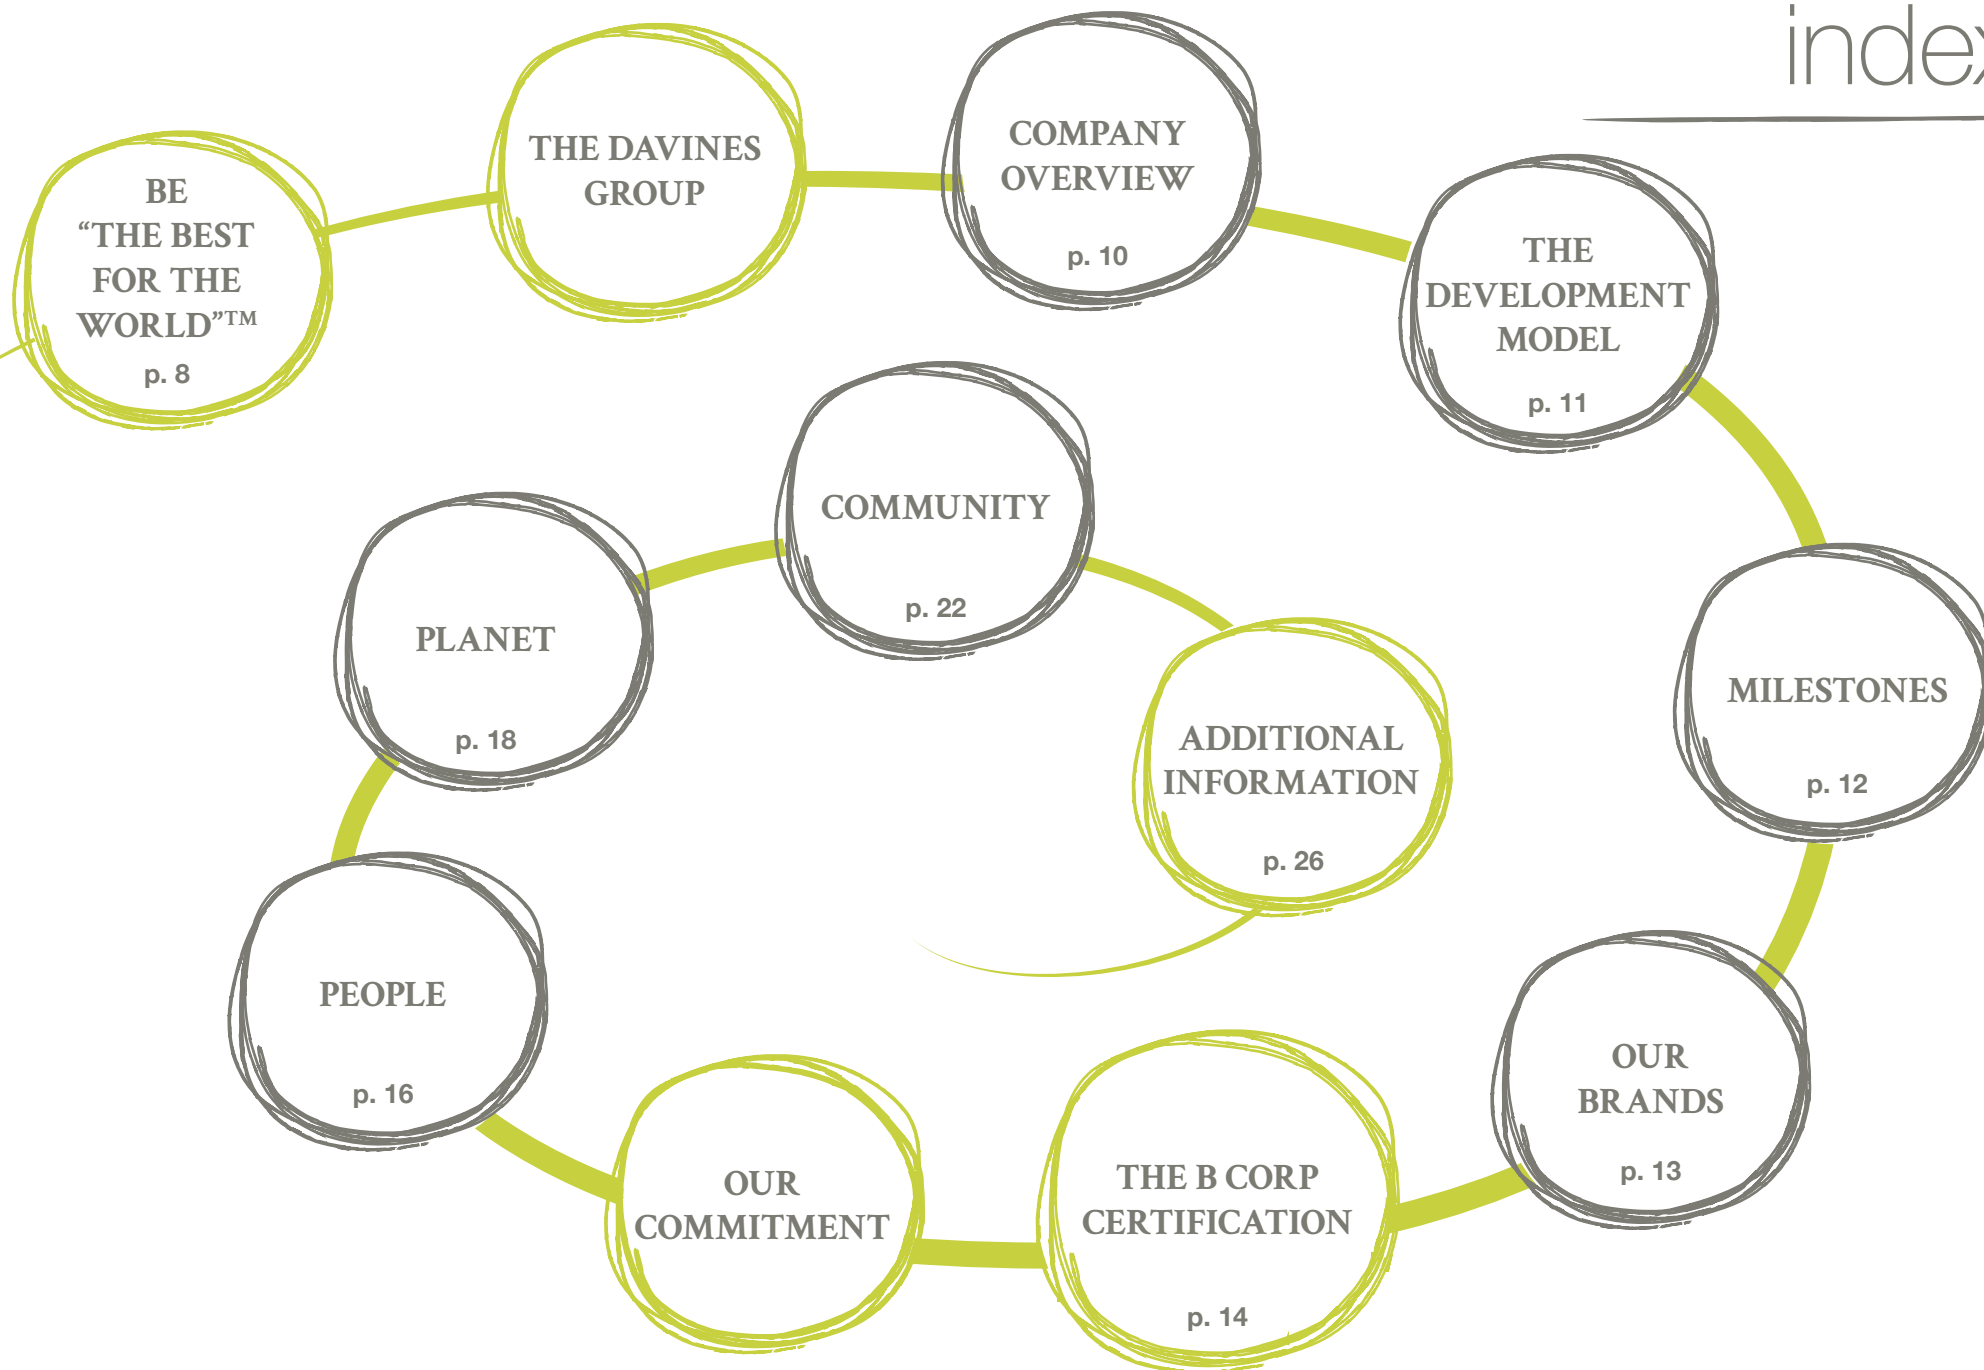 index
BE
“THE BEST
FOR THE
WORLD”™
p. 8
THE DAVINES
GROUP
COMPANY
OVERVIEW
p. 10
THE
DEVELOPMENT
MODEL
p. 11
MILESTONES
p. 12
OUR
BRANDS
p. 13
THE B CORP
CERTIFICATION
p. 14
OUR
COMMITMENT
PEOPLE
p. 16
PLANET
p. 18
COMMUNITY
p. 22
ADDITIONAL
INFORMATION
p. 26